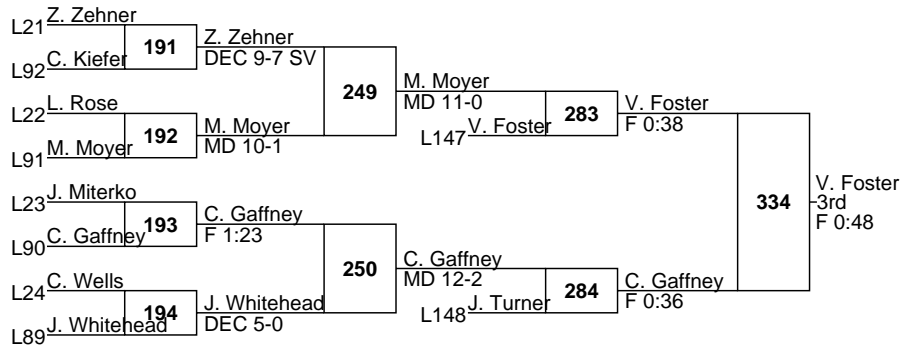 L21 Z. Zehner
191
Z. Zehner
DEC 9-7 SV
L92 C. Kiefer
249
M. Moyer
MD 11-0
L22 L. Rose
192
M. Moyer
MD 10-1
L91 M. Moyer
L147 V. Foster
283
V. Foster
F 0:38
L23 J. Miterko
193
C. Gaffney
F 1:23
L90 C. Gaffney
334
V. Foster
3rd
F 0:48
250
C. Gaffney
MD 12-2
L24 C. Wells
194
J. Whitehead
DEC 5-0
L89 J. Whitehead
L148 J. Turner
284
C. Gaffney
F 0:36